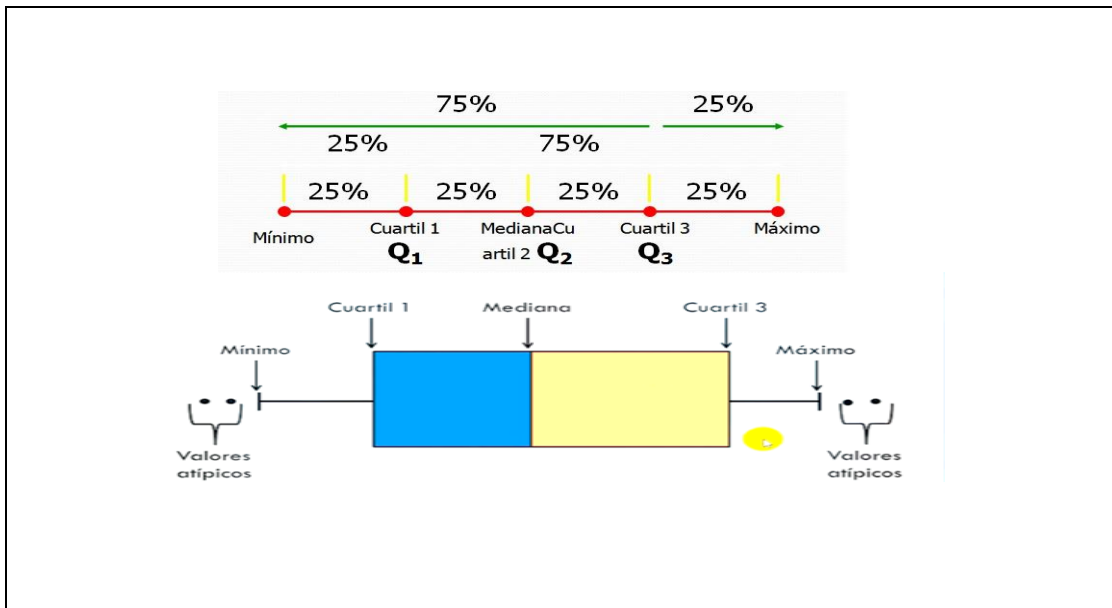 75% 25%
25% 75%
25% 25% 25% 25%
Mínimo Cuartil 1 MedianaCu Cuartil 3 Máximo
Q1 artil 2 Q2 Q3
Cuartil 1 Mediana Cuartil 3
Mínimo Máximo
Valores Valores
atípicos atípicos